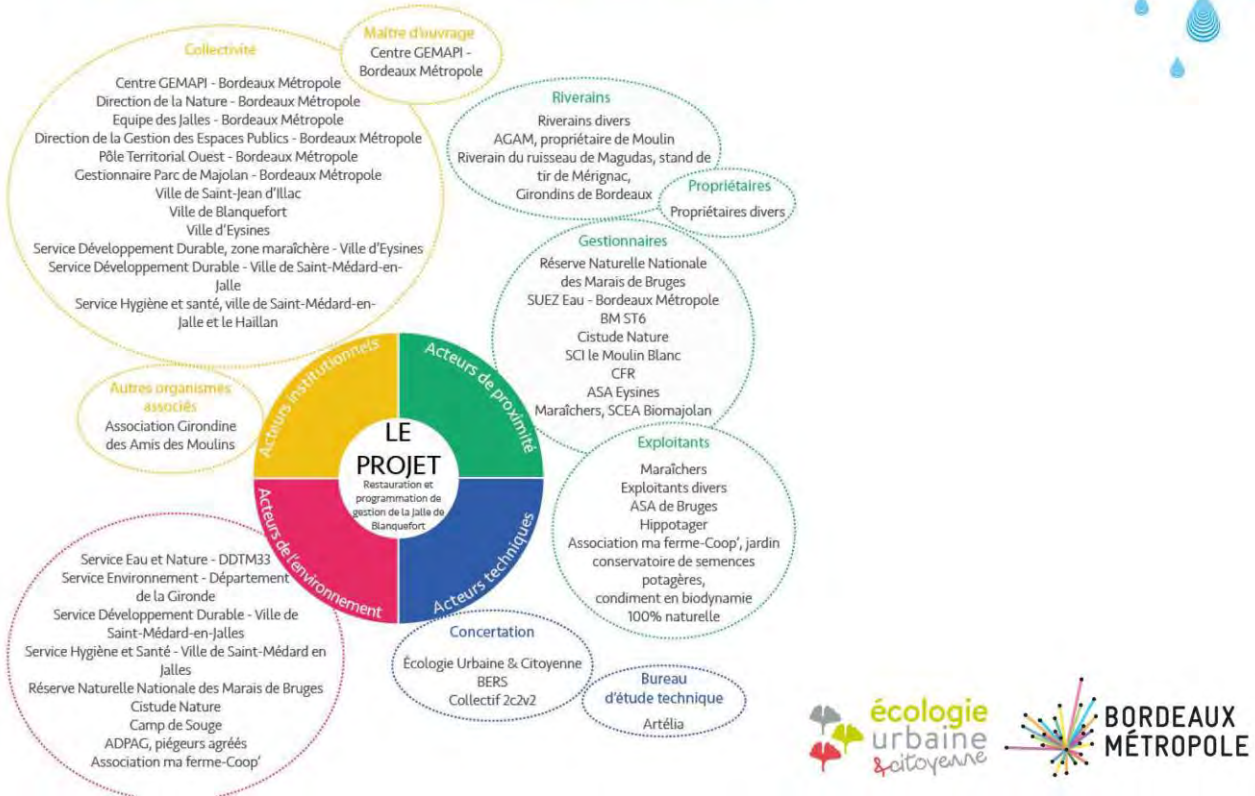 Collectivité
Centre GEMAPI - Bordeaux Métropole
Direction de la Nature - Bordeaux Métropole
Equipe des Jalles - Bordeaux Métropole
Direction de la Gestion des Espaces Publics - Bordeaux Métropole
Pôle Territorial Ouest - Bordeaux Métropole
Gestionnaire Parc de Majolan - Bordeaux Métropole
Ville de Saint-Jean d'Illac
Ville de Blanquefort
Ville d'Eysines
Service Développement Durable, zone maraîchère - Ville d'Eysines
Service Développement Durable - Ville de Saint-Médard-en-
Jalle
Service Hygiène et santé, ville de Saint-Médard-en-
Jalle et le Haillan
Maître d'ouvrage
Centre GEMAPI -
Bordeaux Métropole
Riverains
Riverains divers
AGAM, propriétaire de Moulin
Riverain du ruisseau de Magudas, stand de
tir de Mérignac,
Girondins de Bordeaux
Propriétaires
Propriétaires divers
Gestionnaires
Réserve Naturelle Nationale
des Marais de Bruges
SUEZ Eau - Bordeaux Métropole
BM ST6
Cistude Nature
SCI le Moulin Blanc
CFR
ASA Eysines
Maraîchers, SCEA Biomajolan
Autres organismes
associés
Association Girondine
des Amis des Moulins
Acteurs institutionnels
Acteurs de proximité
LE
PROJET
Restauration et
programmation de
gestion de la Jalle de
Blanquefort
Acteurs de l'environnement
Acteurs techniques
Exploitants
Maraîchers
Exploitants divers
ASA de Bruges
Hippotager
Association ma ferme-Coop', jardin
conservatoire de semences
potagères,
condiment en biodynamie
100% naturelle
Service Eau et Nature - DDTM33
Service Environnement - Département
de la Gironde
Service Développement Durable - Ville de
Saint-Médard-en-Jalles
Service Hygiène et Santé - Ville de Saint-Médard en
Jalles
Réserve Naturelle Nationale des Marais de Bruges
Cistude Nature
Camp de Souge
ADPAG, piégeurs agréés
Association ma ferme-Coop'
Concertation
Écologie Urbaine & Citoyenne
BERS
Collectif 2c2v2
Bureau
d'étude technique
Artélia
écologie
urbaine
&citoyenne
BORDEAUX
MÉTROPOLE